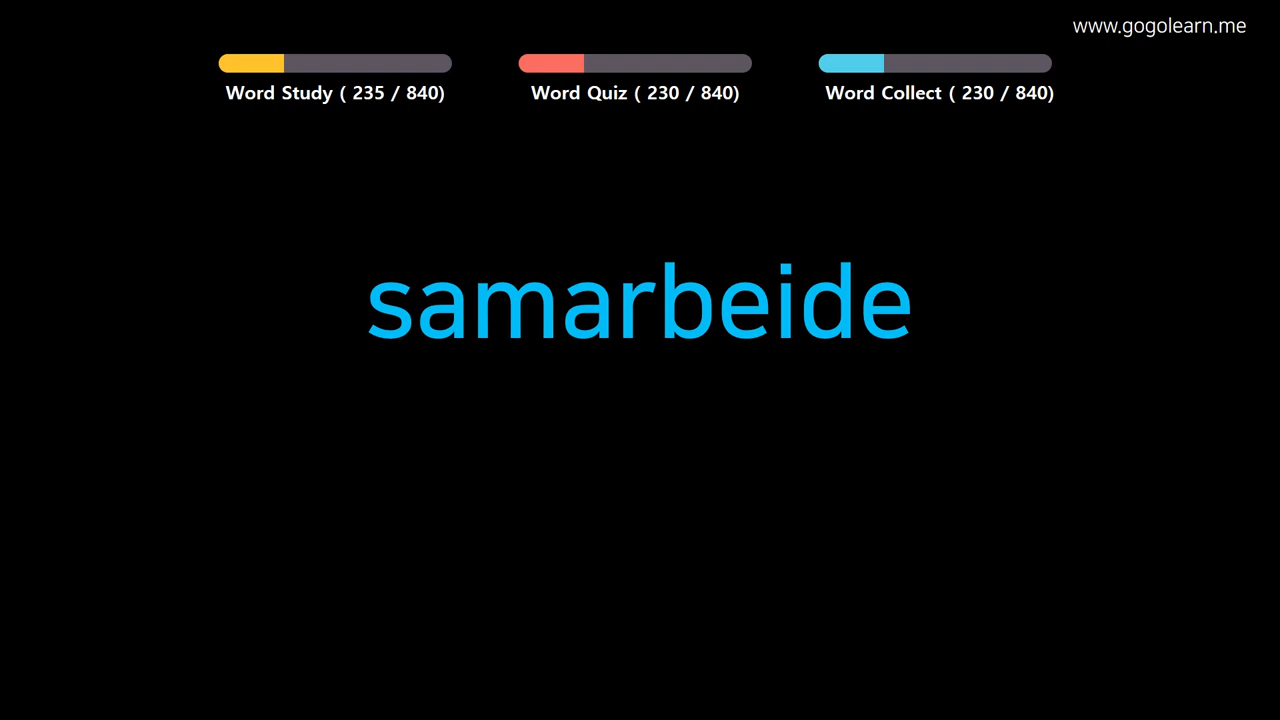 www.gogolearn.me
Word Study ( 235 / 840)
Word Quiz ( 230 / 840)
Word Collect ( 230 / 840)
samarbeide